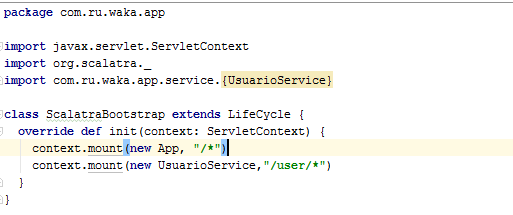 package com.ru.waka.app
import javax.servlet.ServletContext
import org.scalatra._
import com.ru.waka.app.service.{UsuarioService}
class ScalatraBootstrap extends LifeCycle {
override def init(context: ServletContext) {
context.mount(new App, "/*")
context.mount(new UsuarioService,"/user/*")
}
}